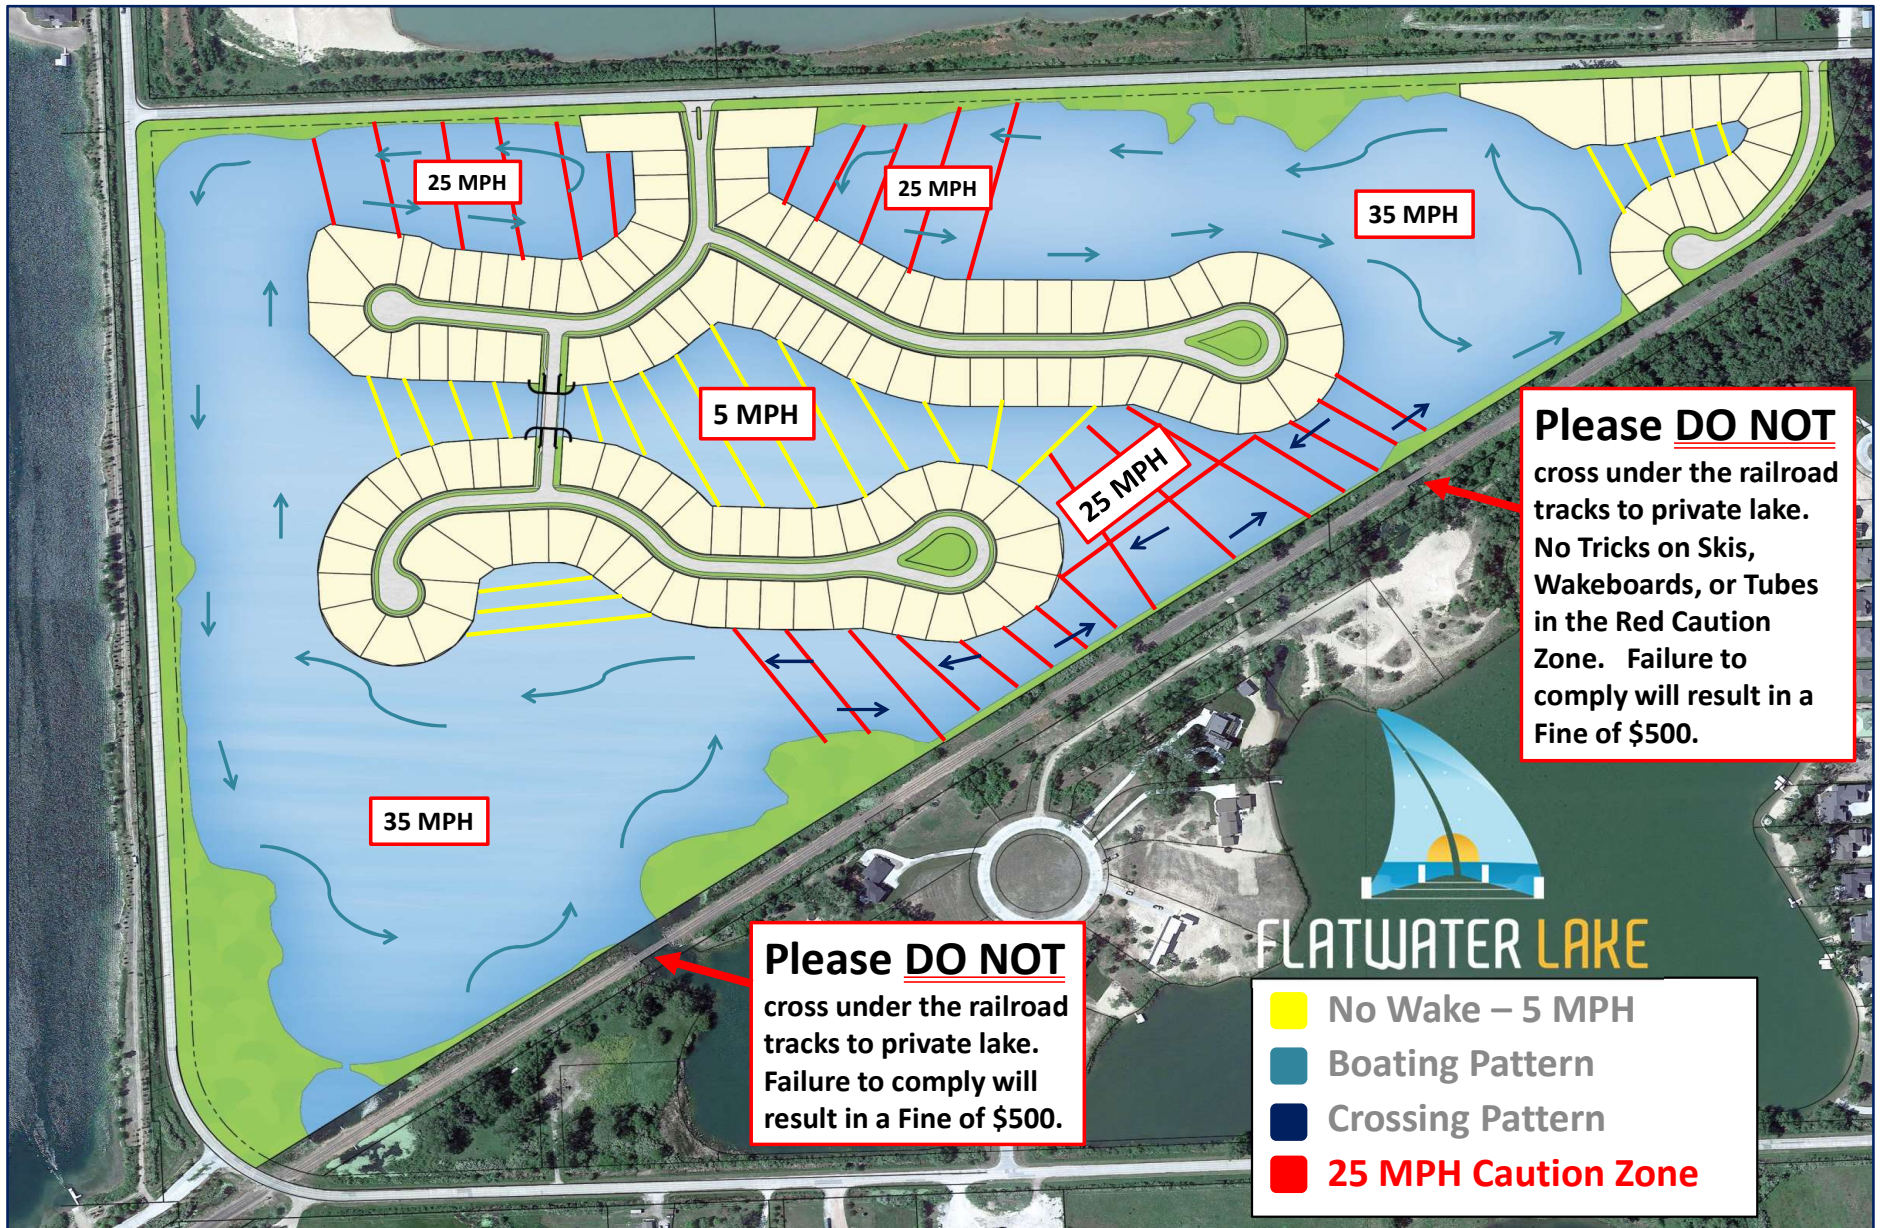 25 MPH
25 MPH
35 MPH
5 MPH
25 MPH
35 MPH
Please DO NOT
cross under the railroad
tracks to private lake.
No Tricks on Skis,
Wakeboards, or Tubes
in the Red Caution
Zone. Failure to
comply will result in a
Fine of $500.
Please DO NOT
cross under the railroad
tracks to private lake.
Failure to comply will
result in a Fine of $500.
FLATWATER LAKE
No Wake – 5 MPH
Boating Pattern
Crossing Pattern
25 MPH Caution Zone